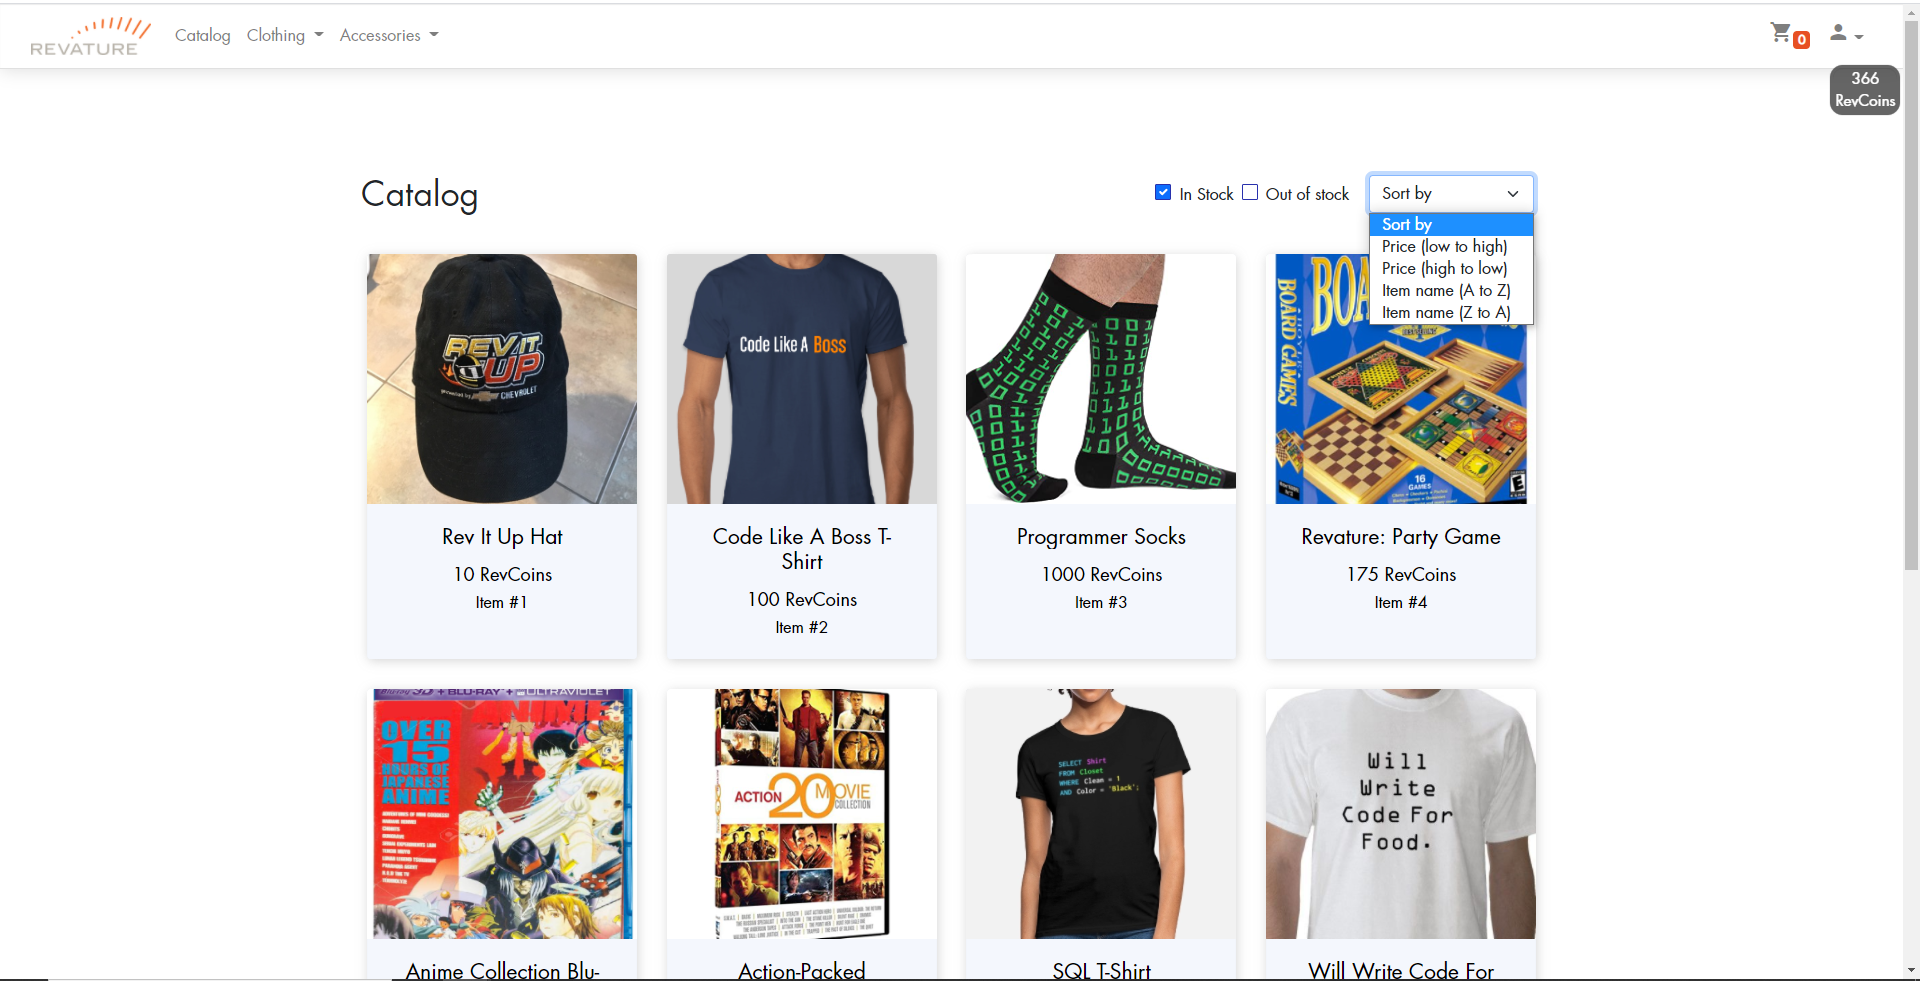 REVATURE
Catalog
Clothing
Accessories
0
366
RevCoins
Catalog
In Stock
Out of stock
Sort by
Sort by
Price (low to high)
Price (high to low)
Item name (A to Z)
Item name (Z to A)
REV IT
UP
powered by CHEVROLET
Code Like A Boss
BOARD GAMES
16
GAMES
E
Rev It Up Hat
10 RevCoins
Item #1
Code Like A Boss T-
Shirt
100 RevCoins
Item #2
Programmer Socks
1000 RevCoins
Item #3
Revature: Party Game
175 RevCoins
Item #4
BLU-RAY + ULTRAVIOLET
OVER
15
HOURS OF
JAPANESE
ANIME
ACTION 20 MOVIE
COLLECTION
SELECT Shirt
FROM Closet
WHERE Clean = 1
AND Color = 'Black';
Will
Write
Code For
Food.
Anime Collection Blu-
Action-Packed
SQL T-Shirt
Will Write Code For